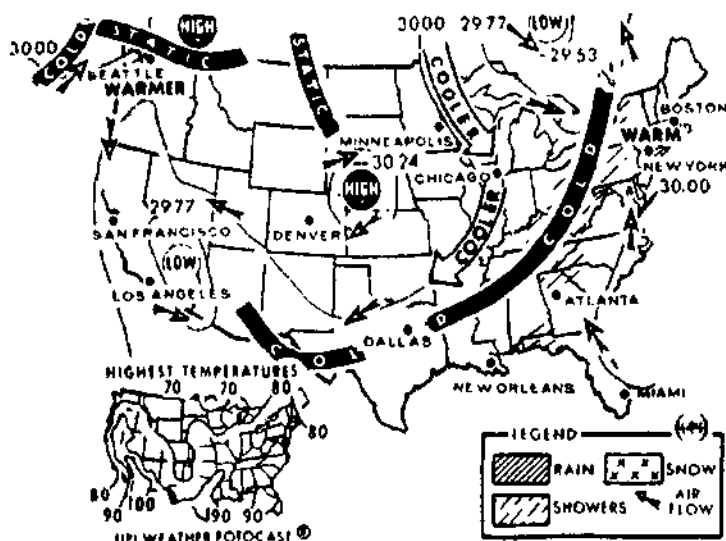 HIGH
3000 2977
LOW
2953
3000
COLD
STATIC
STATIC
COOLER
SEATTLE
WARMER
BOSTON
WARM
MINNEAPOLIS
30.24
NEW YORK
CHICAGO
30.00
HIGH
COLD
2977
SAN FRANCISCO
DENVER
COOLER
LOW
LOS ANGELES
ATLANTA
DALLAS
COLD
HIGHEST TEMPERATURES
70 70 80
NEW ORLEANS
MIAMI
80
LEGEND
RAIN
SNOW
SHOWERS
AIR
FLOW
80
90 100 90
UPI WEATHER FOTOCAST ®